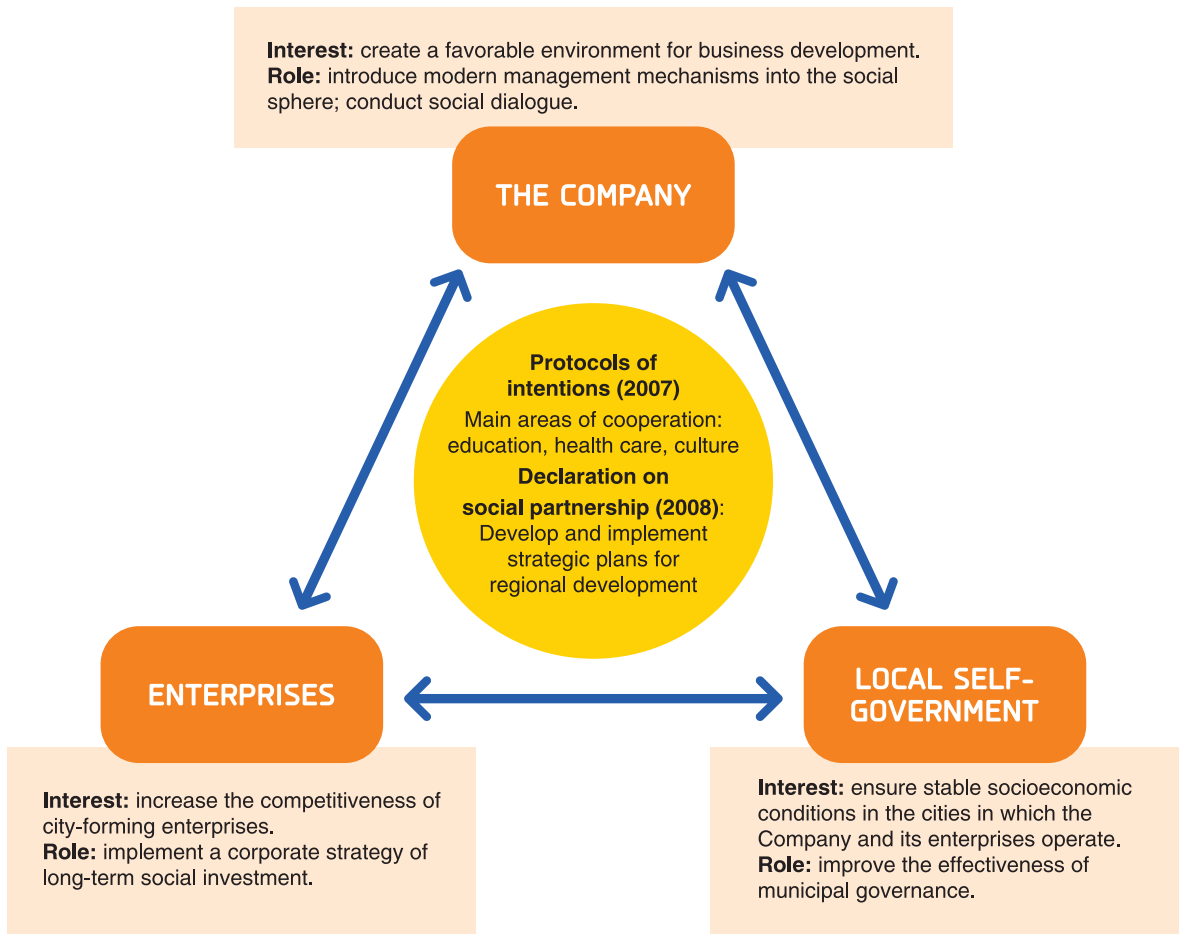 Interest: create a favorable environment for business development.
Role: introduce modern management mechanisms into the social
sphere; conduct social dialogue.
THE COMPANY
Protocols of
intentions (2007)
Main areas of cooperation:
education, health care, culture
Declaration on
social partnership (2008):
Develop and implement
strategic plans for
regional development
ENTERPRISES
Interest: increase the competitiveness of
city-forming enterprises.
Role: implement a corporate strategy of
long-term social investment.
LOCAL SELF-
GOVERNMENT
Interest: ensure stable socioeconomic
conditions in the cities in which the
Company and its enterprises operate.
Role: improve the effectiveness of
municipal governance.